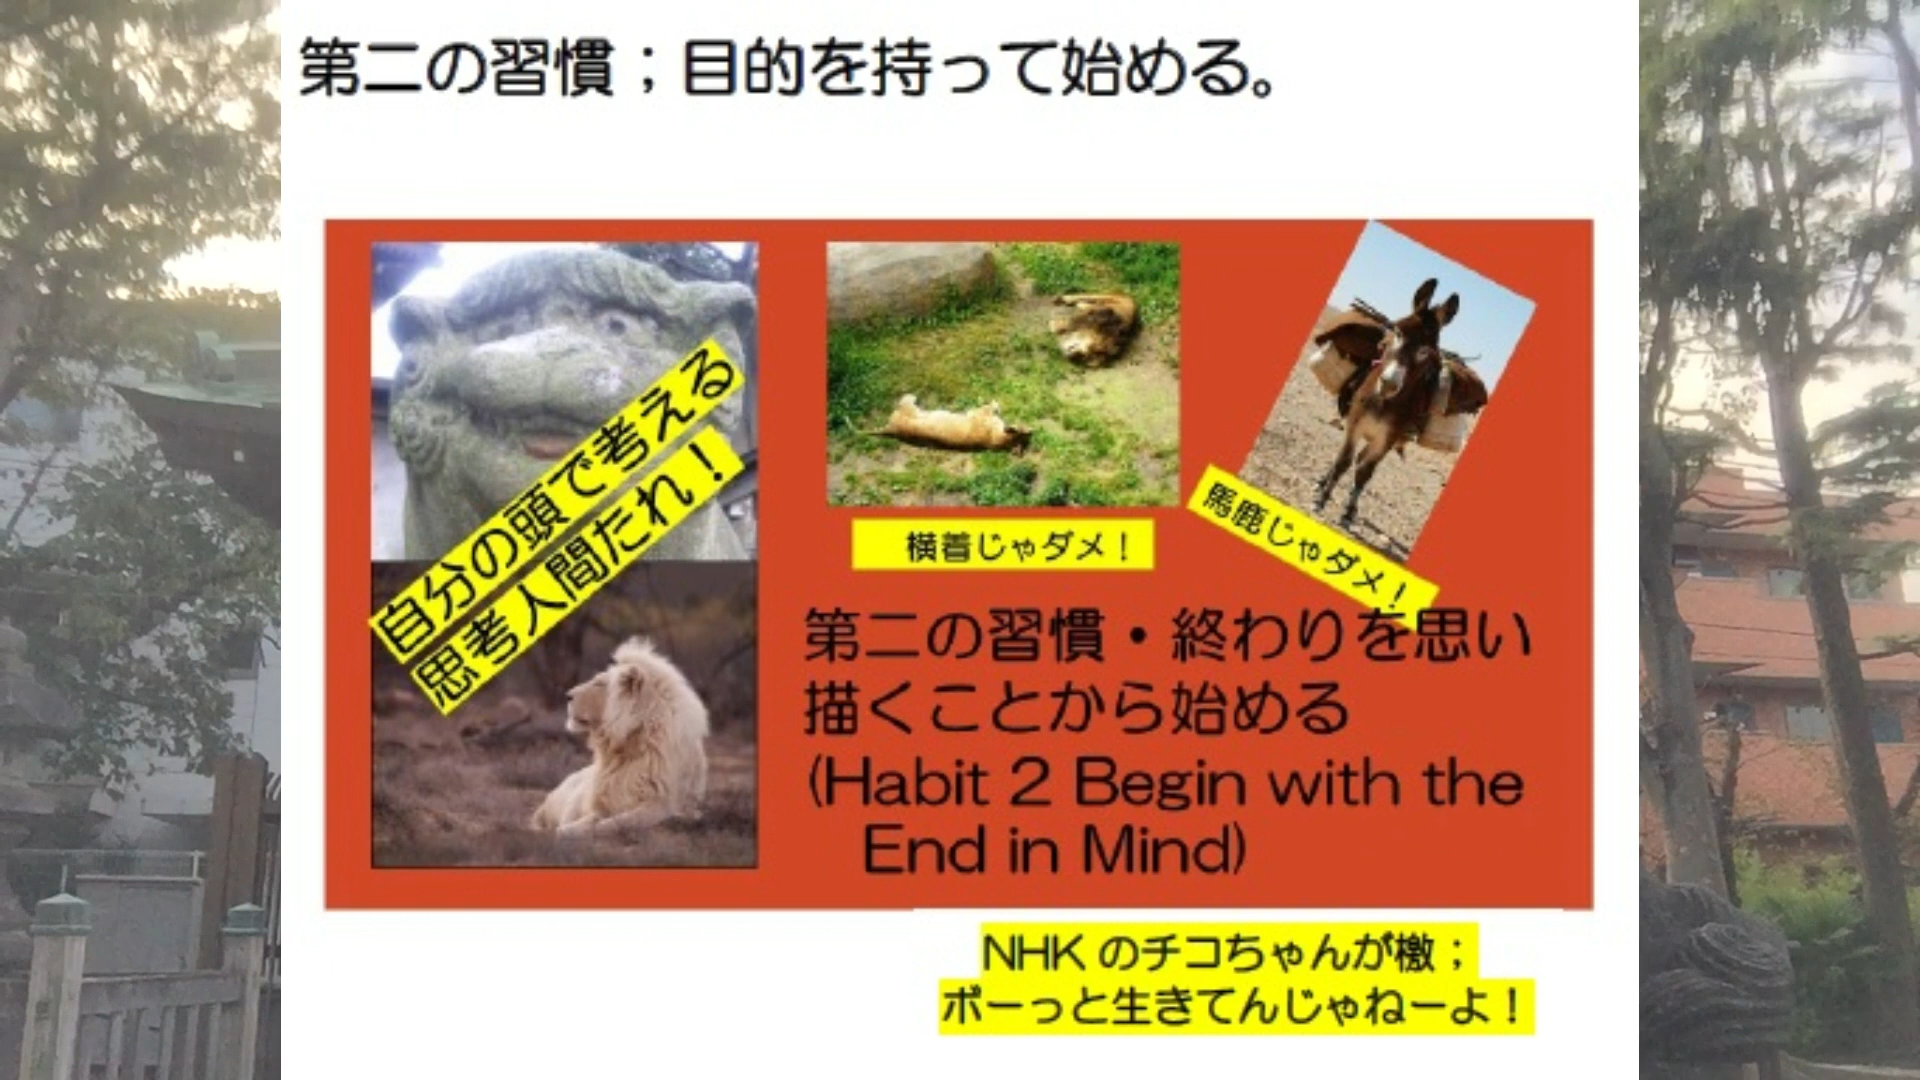 第二の習慣；目的を持って始める。
自分の頭で考える
思考人間たれ！
横着じゃダメ！
馬鹿じゃダメ！
第二の習慣・終わりを思い
描くことから始める
(Habit 2 Begin with the
End in Mind)
NHKのチコちゃんが檄；
ボーっと生きてんじゃねーよ！